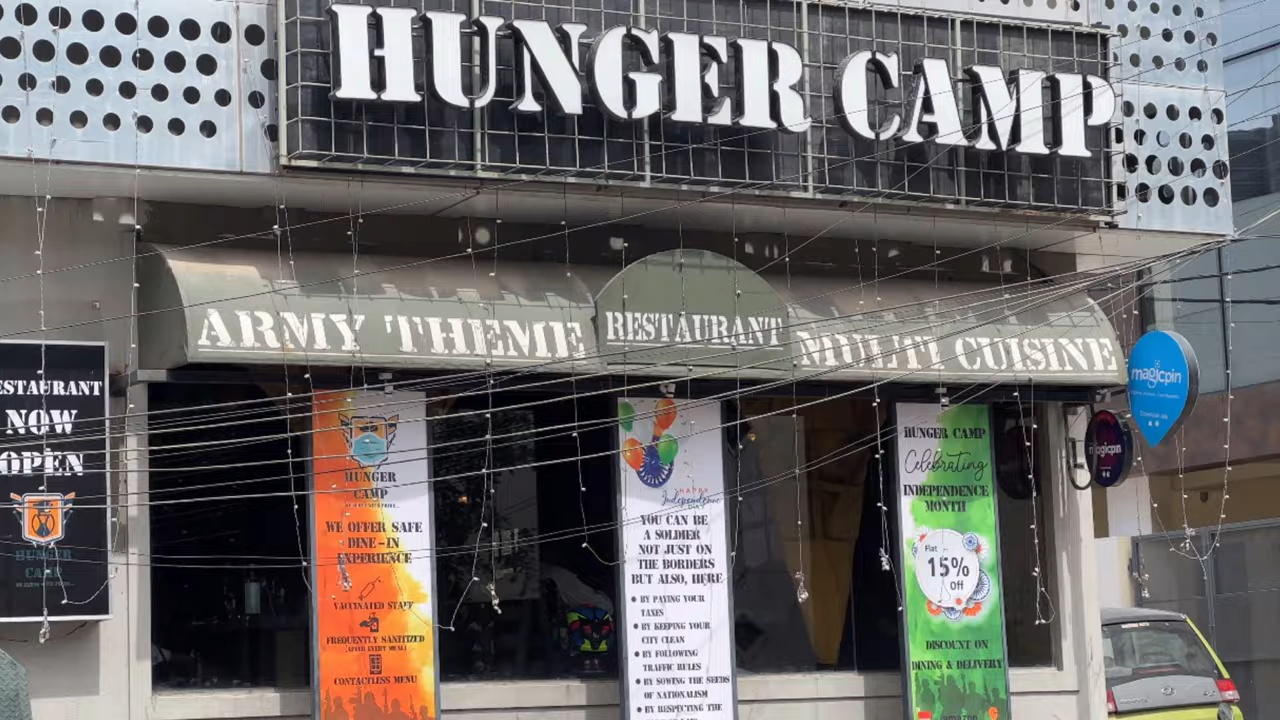 HUNGER CAMP
ARMY THEME
RESTAURANT
MULTI CUISINE
ESTAURANT
NOW
OPEN
HUNGER
CAMP
HUNGER
CAMP
WE OFFER SAFE
DINE-IN
EXPERIENCE
VACCINATED STAFF
FREQUENTLY SANITIZED
(AFTER EVERY MEAL)
CONTACTLESS MENU
HAPPY
Independence
DAY
YOU CAN BE
A SOLDIER
NOT JUST ON
THE BORDERS
BUT ALSO, HERE
• BY PAYING YOUR
TAXES
• BY KEEPING YOUR
CITY CLEAN
• BY FOLLOWING
TRAFFIC RULES
• BY SOWING THE SEEDS
OF NATIONALISM
• BY RESPECTING THE
HUNGER CAMP
Celebrating
INDEPENDENCE
MONTH
Flat
15%
Off
DISCOUNT ON
DINING & DELIVERY
magicpin
magicpin